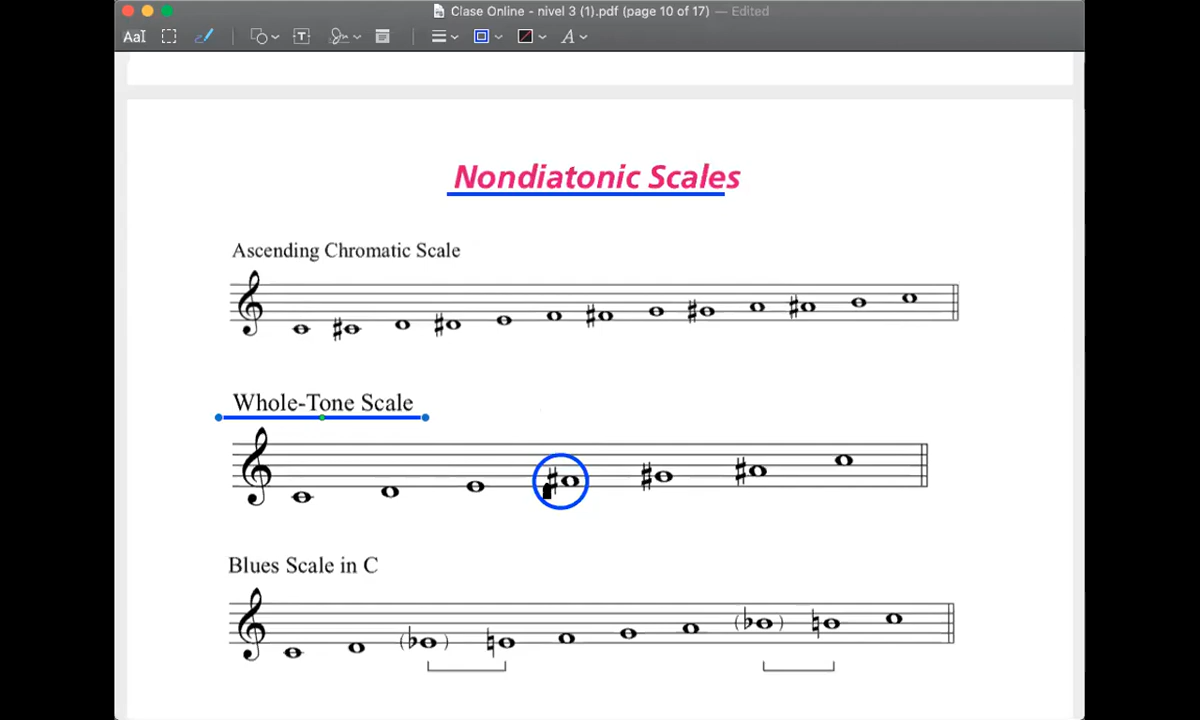 Clase Online - nivel 3 (1).pdf (page 10 of 17) — Edited
AaI T A
Nondiatonic Scales
Ascending Chromatic Scale
Whole-Tone Scale
Blues Scale in C